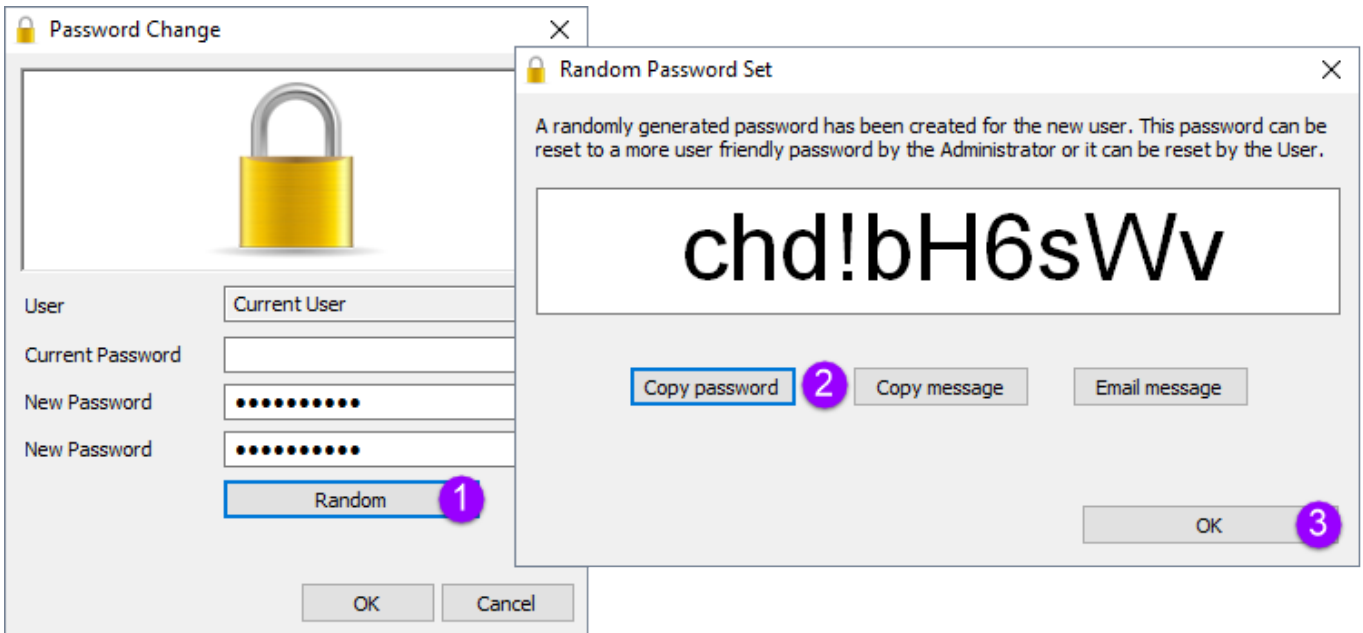 Password Change
User
Current User
Current Password
New Password
••••••••••
New Password
••••••••••
Random
1
OK
Cancel
Random Password Set
A randomly generated password has been created for the new user. This password can be
reset to a more user friendly password by the Administrator or it can be reset by the User.
chd!bH6sWv
Copy password
2
Copy message
Email message
OK
3